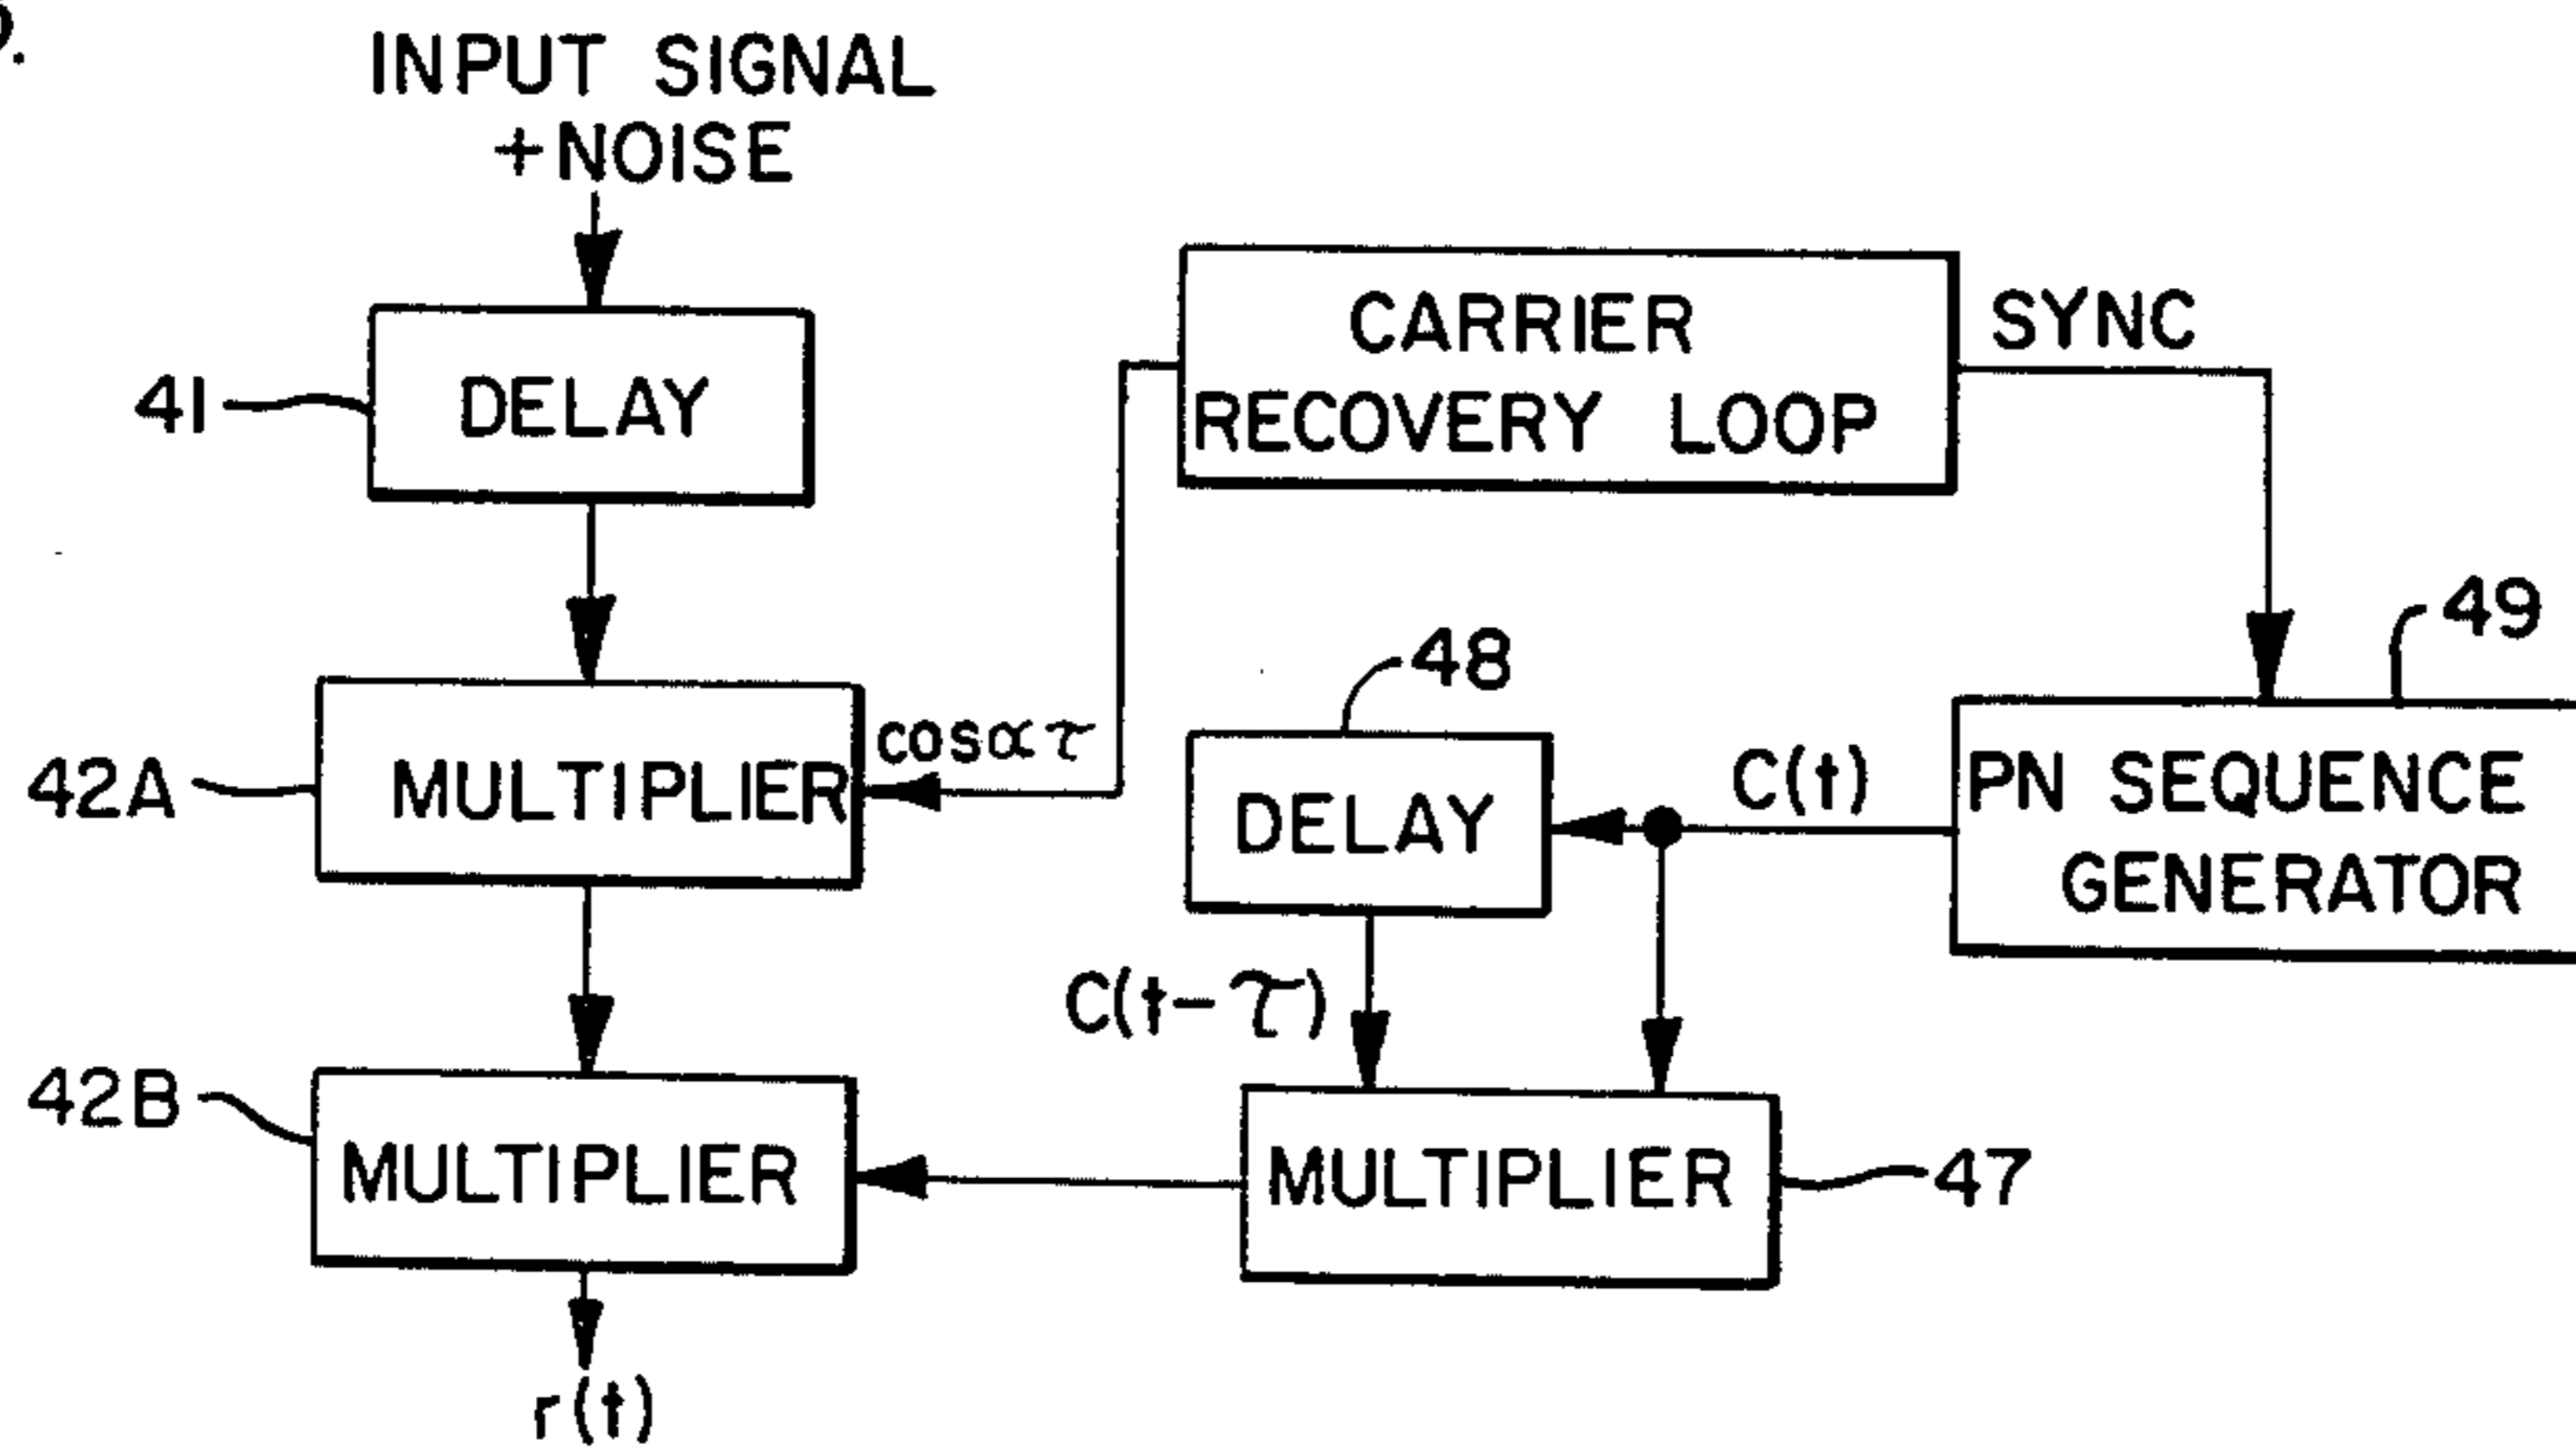 INPUT SIGNAL
+NOISE
41
DELAY
CARRIER
RECOVERY LOOP
SYNC
42A
MULTIPLIER
cos∝τ
48
DELAY
C(t)
49
PN SEQUENCE
GENERATOR
C(t-τ)
42B
MULTIPLIER
MULTIPLIER
47
r(t)